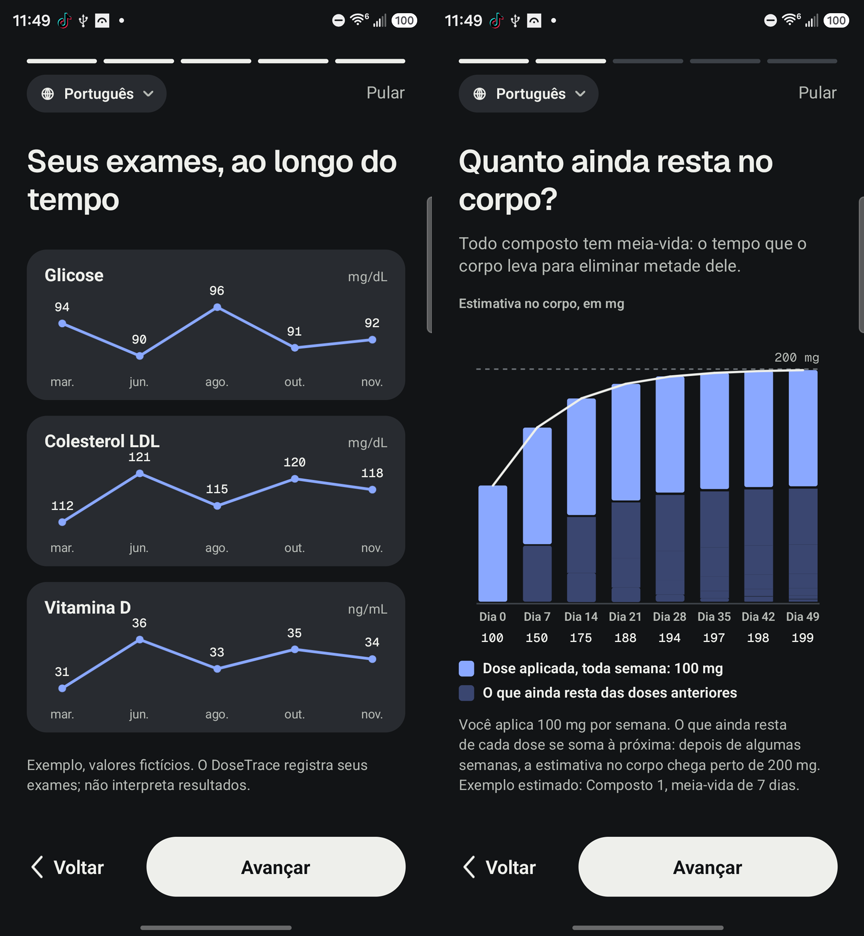 11:49
6
100
Português
Pular
Seus exames, ao longo do
tempo
Glicose
mg/dL
94
90
96
91
92
mar.
jun.
ago.
out.
nov.
Colesterol LDL
mg/dL
112
121
115
120
118
mar.
jun.
ago.
out.
nov.
Vitamina D
ng/mL
31
36
33
35
34
mar.
jun.
ago.
out.
nov.
Exemplo, valores fictícios. O DoseTrace registra seus
exames; não interpreta resultados.
Voltar
Avançar
11:49
6
100
Português
Pular
Quanto ainda resta no
corpo?
Todo composto tem meia-vida: o tempo que o
corpo leva para eliminar metade dele.
Estimativa no corpo, em mg
200 mg
Dia 0 Dia 7 Dia 14 Dia 21 Dia 28 Dia 35 Dia 42 Dia 49
100 150 175 188 194 197 198 199
Dose aplicada, toda semana: 100 mg
O que ainda resta das doses anteriores
Você aplica 100 mg por semana. O que ainda resta
de cada dose se soma à próxima: depois de algumas
semanas, a estimativa no corpo chega perto de 200 mg.
Exemplo estimado: Composto 1, meia-vida de 7 dias.
Voltar
Avançar